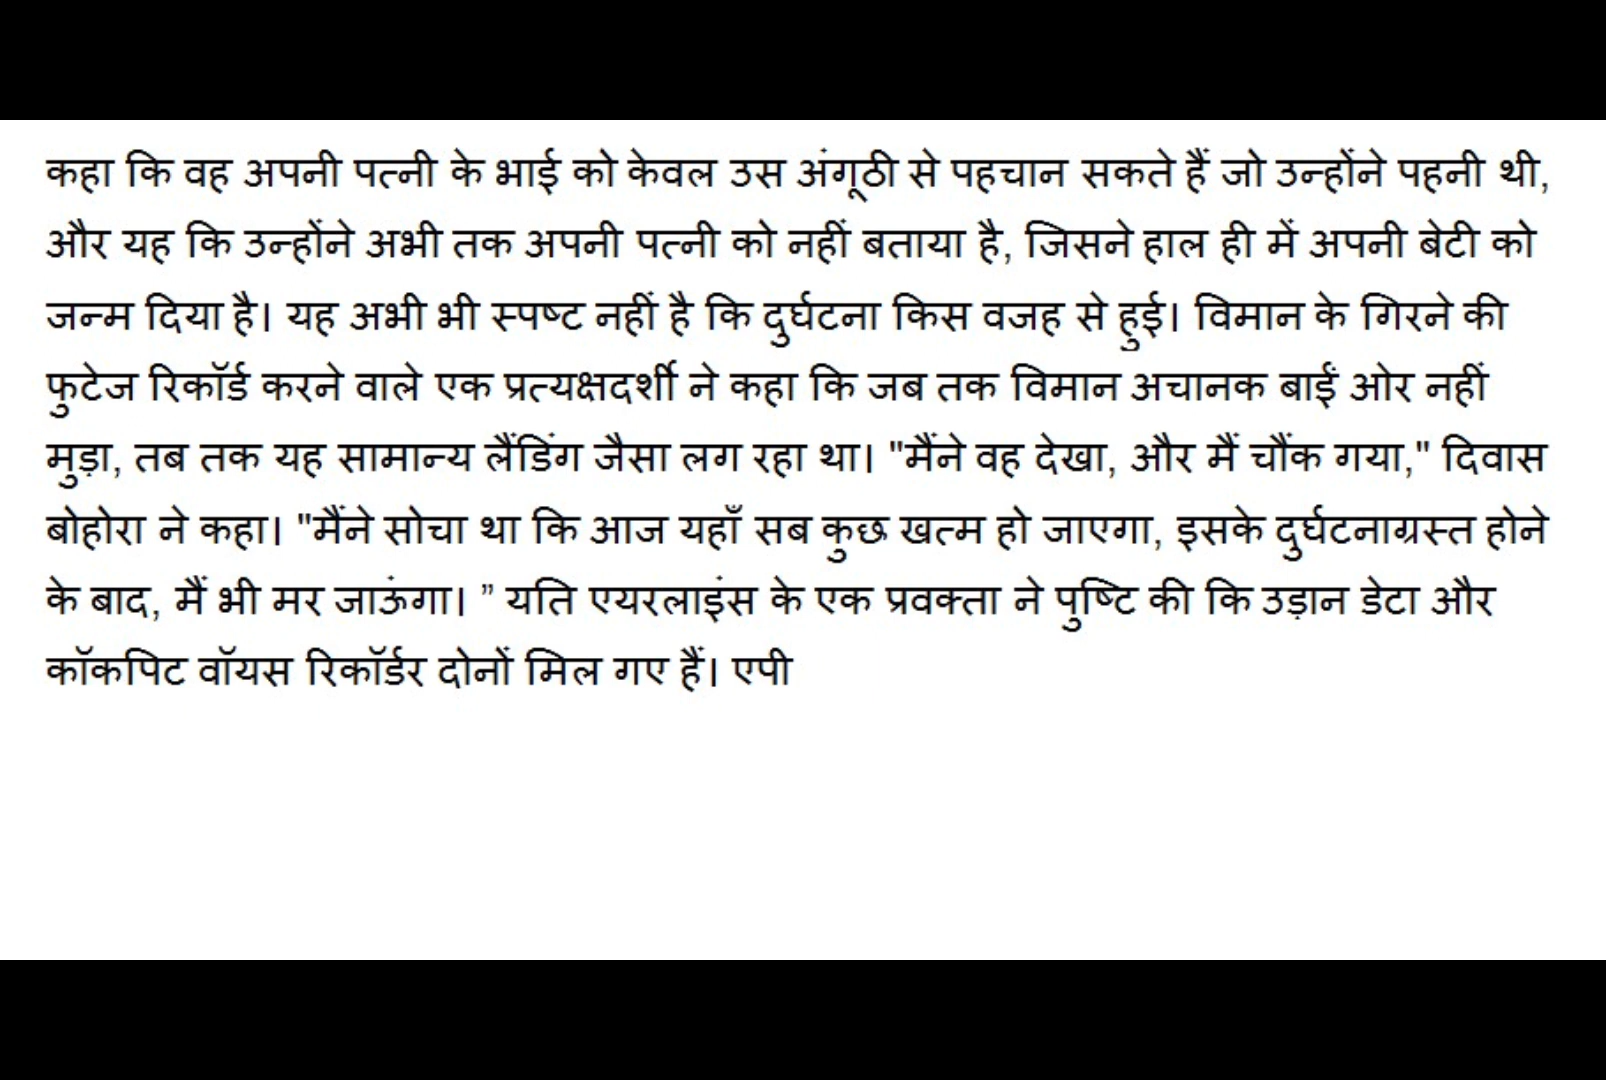 कहा कि वह अपनी पत्नी के भाई को केवल उस अंगूठी से पहचान सकते हैं जो उन्होंने पहनी थी,
और यह कि उन्होंने अभी तक अपनी पत्नी को नहीं बताया है, जिसने हाल ही में अपनी बेटी को
जन्म दिया है। यह अभी भी स्पष्ट नहीं है कि दुर्घटना किस वजह से हुई। विमान के गिरने की
फुटेज रिकॉर्ड करने वाले एक प्रत्यक्षदर्शी ने कहा कि जब तक विमान अचानक बाईं ओर नहीं
मुड़ा, तब तक यह सामान्य लैंडिंग जैसा लग रहा था। "मैंने वह देखा, और मैं चौंक गया," दिवास
बोहोरा ने कहा। "मैंने सोचा था कि आज यहाँ सब कुछ खत्म हो जाएगा, इसके दुर्घटनाग्रस्त होने
के बाद, मैं भी मर जाऊंगा। ” यति एयरलाइंस के एक प्रवक्ता ने पुष्टि की कि उड़ान डेटा और
कॉकपिट वॉयस रिकॉर्डर दोनों मिल गए हैं। एपी